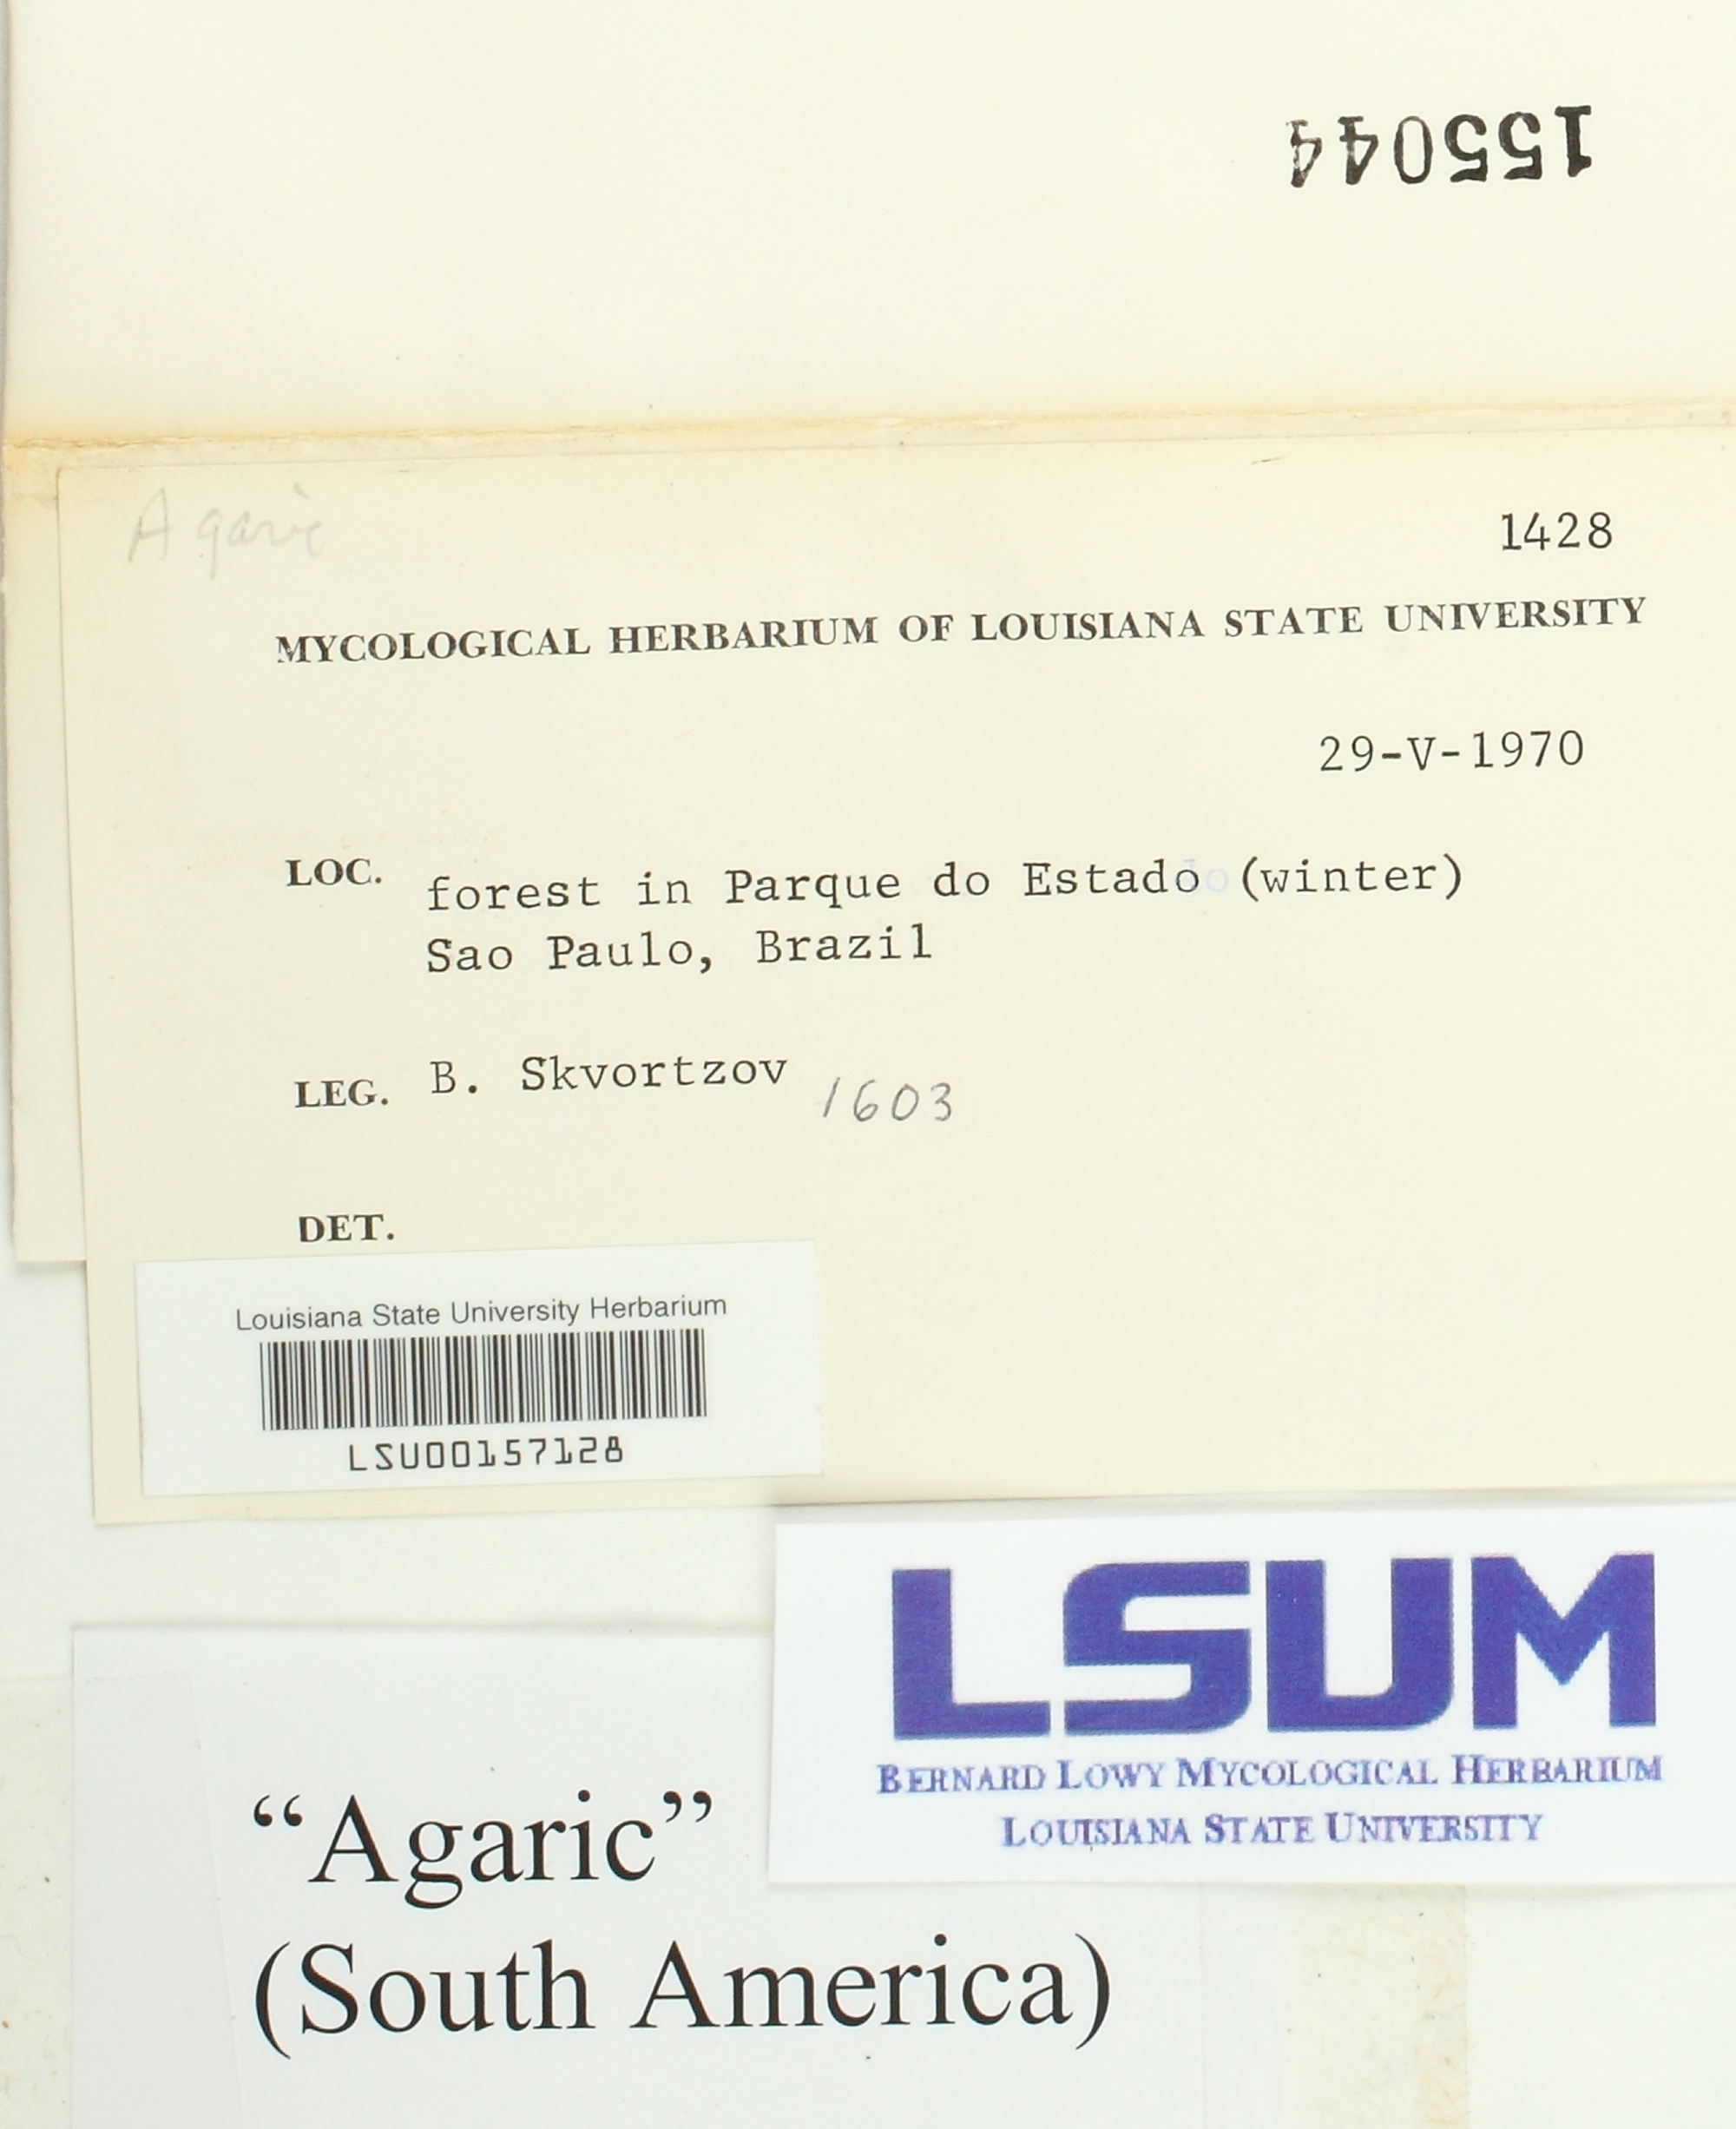 155044
Agaric
1428
MYCOLOGICAL HERBARIUM OF LOUISIANA STATE UNIVERSITY
29-V-1970
LOC. forest in Parque do Estado (winter)
Sao Paulo, Brazil
LEG. B. Skvortzov 1603
DET.
Louisiana State University Herbarium
LSU00157128
LSUM
BERNARD LOWY MYCOLOGICAL HERBARIUM
LOUISIANA STATE UNIVERSITY
“Agaric”
(South America)